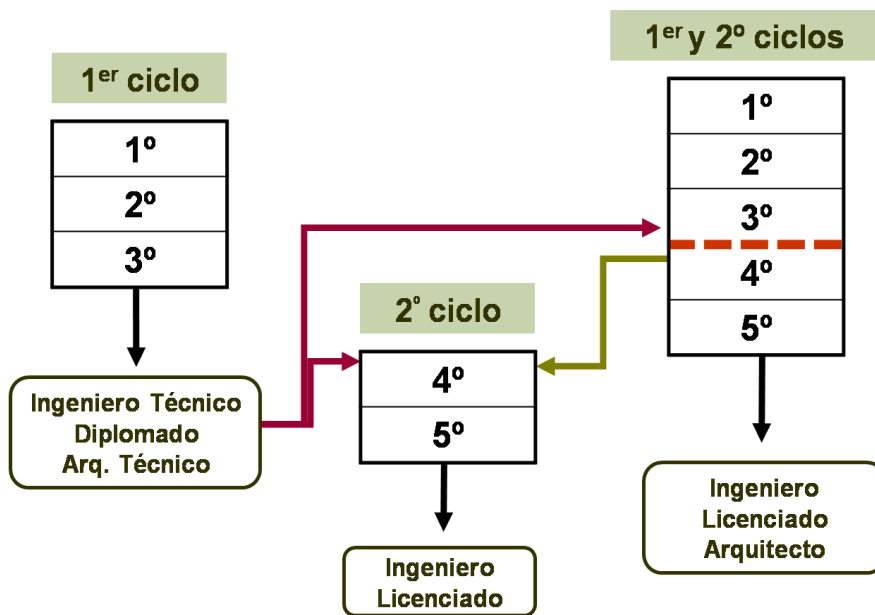 1er ciclo
1º
2º
3º
Ingeniero Técnico
Diplomado
Arq. Técnico
2º ciclo
4º
5º
Ingeniero
Licenciado
1er y 2º ciclos
1º
2º
3º
4º
5º
Ingeniero
Licenciado
Arquitecto